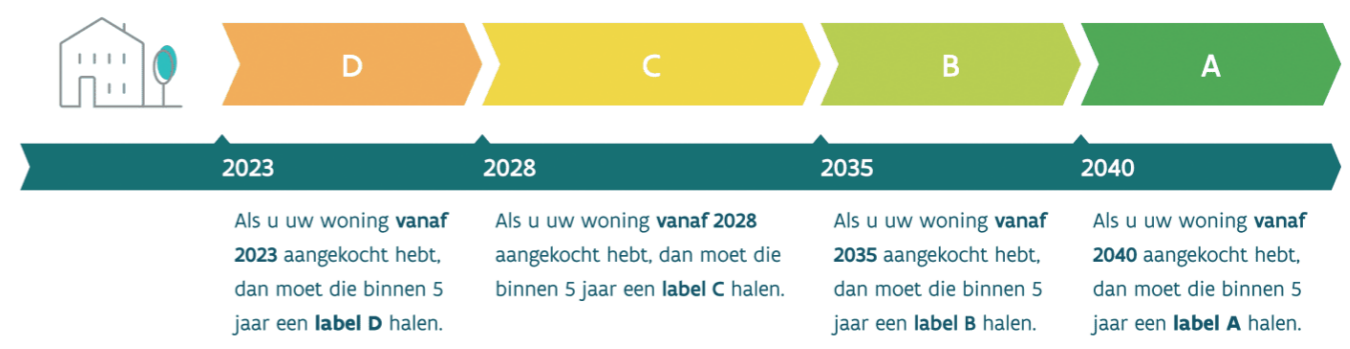 D
C
B
A
2023
2028
2035
2040
Als u uw woning vanaf
2023 aangekocht hebt,
dan moet die binnen 5
jaar een label D halen.
Als u uw woning vanaf 2028
aangekocht hebt, dan moet die
binnen 5 jaar een label C halen.
Als u uw woning vanaf
2035 aangekocht hebt,
dan moet die binnen 5
jaar een label B halen.
Als u uw woning vanaf
2040 aangekocht hebt,
dan moet die binnen 5
jaar een label A halen.